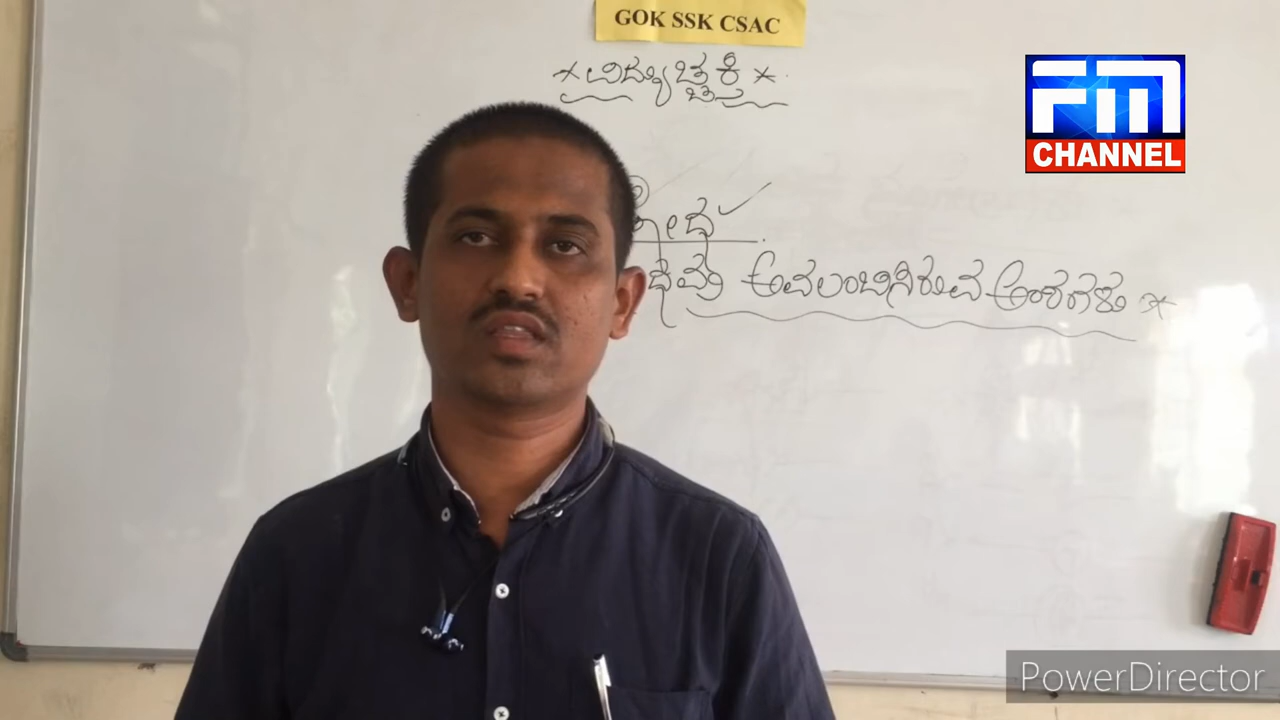 GOK SSK CSAC
* ವಿದ್ಯುಚ್ಛಕ್ತಿ *
FM
CHANNEL
ರೋಧ
ಅವಲಂಬಿಸಿರುವ ಅಂಶಗಳು *
PowerDirector